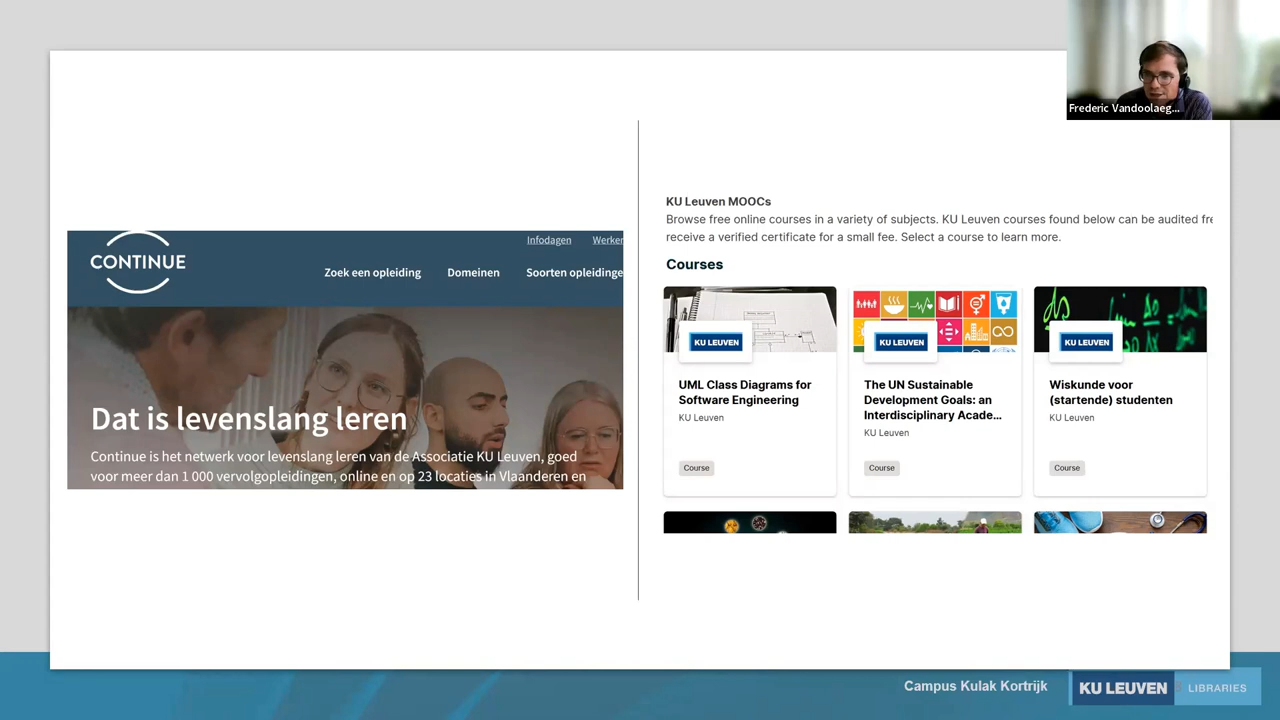 Frederic Vandoolaeg...
CONTINUE
Infodagen
Werken
Zoek een opleiding
Domeinen
Soorten opleidinge
Dat is levenslang leren
Continue is het netwerk voor levenslang leren van de Associatie KU Leuven, goed
voor meer dan 1 000 vervolgopleidingen, online en op 23 locaties in Vlaanderen en
KU Leuven MOOCs
Browse free online courses in a variety of subjects. KU Leuven courses found below can be audited fre
receive a verified certificate for a small fee. Select a course to learn more.
Courses
KU LEUVEN
UML Class Diagrams for
Software Engineering
KU Leuven
Course
KU LEUVEN
The UN Sustainable
Development Goals: an
Interdisciplinary Acade...
KU Leuven
Course
KU LEUVEN
Wiskunde voor
(startende) studenten
KU Leuven
Course
Campus Kulak Kortrijk
KU LEUVEN
LIBRARIES